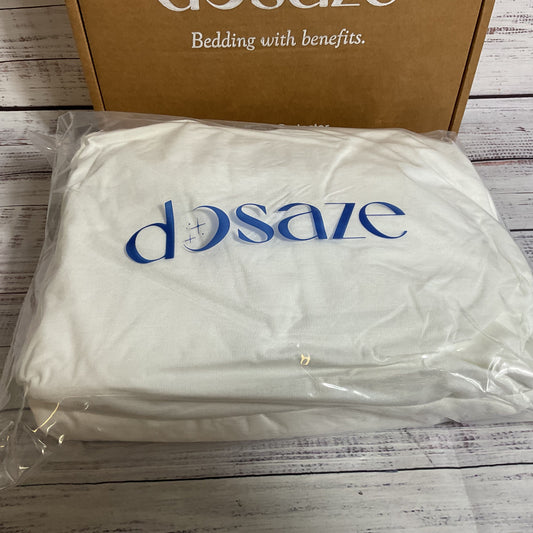 dosaze
Bedding with benefits.
dosaze